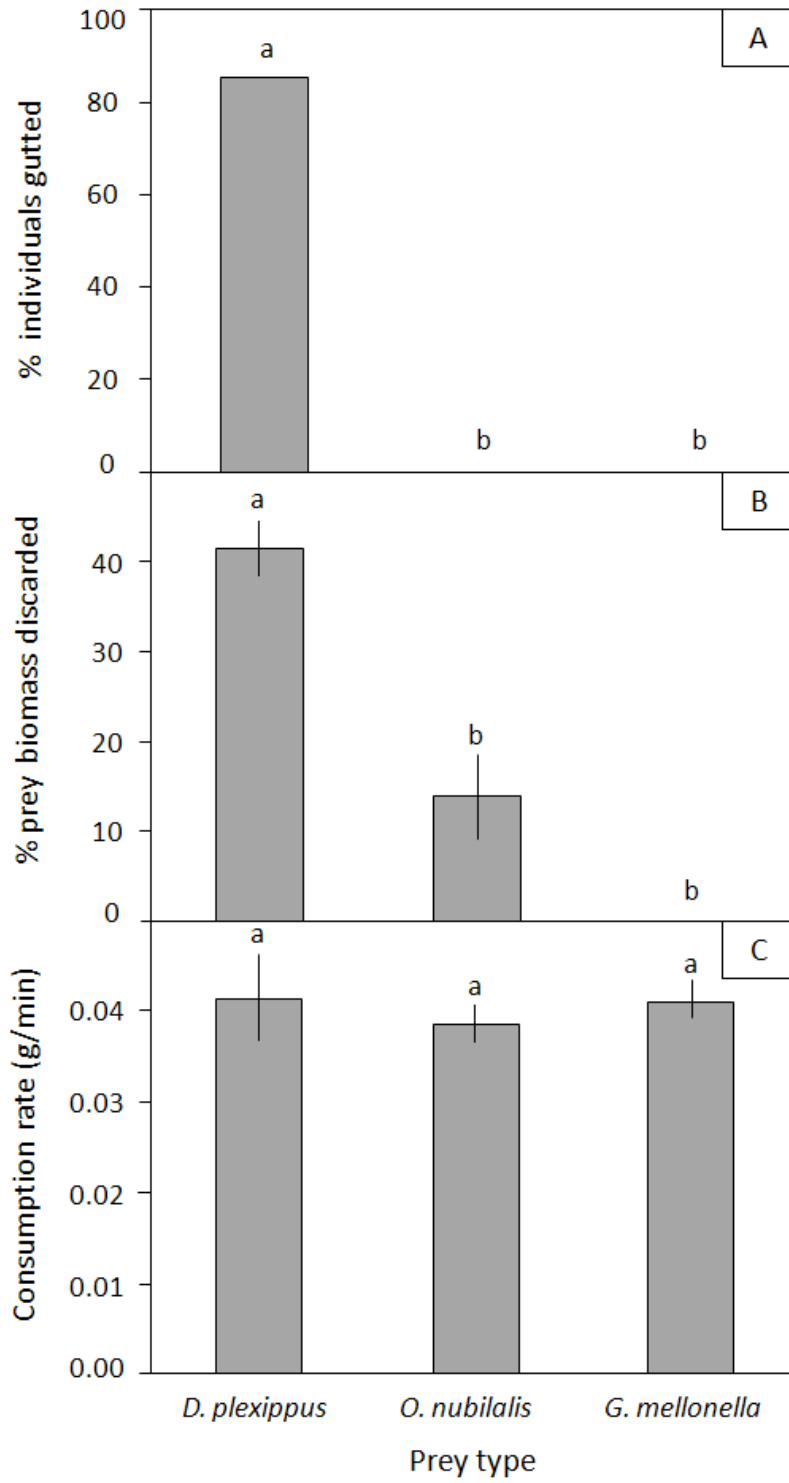 100
A
a
80
% individuals gutted
60
40
20
b b
0
B
a
40
% prey biomass discarded
30
b
20
10
b
0
C
a
a
a
0.04
Consumption rate (g/min)
0.03
0.02
0.01
0.00
D. plexippus O. nubilalis G. mellonella
Prey type